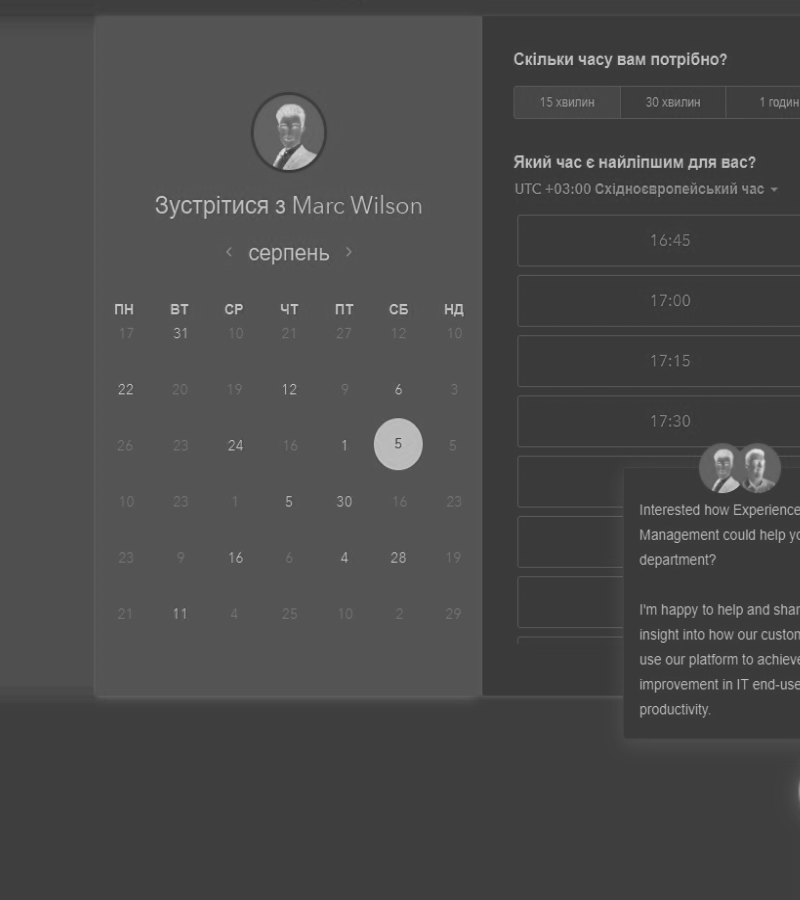 Зустрітися з Marc Wilson
серпень
ПН ВТ СР ЧТ ПТ СБ НД
17 31 10 21 27 12 10
22 20 19 12 9 6 3
26 23 24 16 1 5 5
10 23 1 5 30 16 23
23 9 16 6 4 28 19
21 11 4 25 10 2 29
Скільки часу вам потрібно?
15 хвилин 30 хвилин 1 годин
Який час є найліпшим для вас?
UTC +03:00 Східноєвропейський час
16:45
17:00
17:15
17:30
Interested how Experience
Management could help yo
department?
I'm happy to help and shar
insight into how our custom
use our platform to achieve
improvement in IT end-use
productivity.